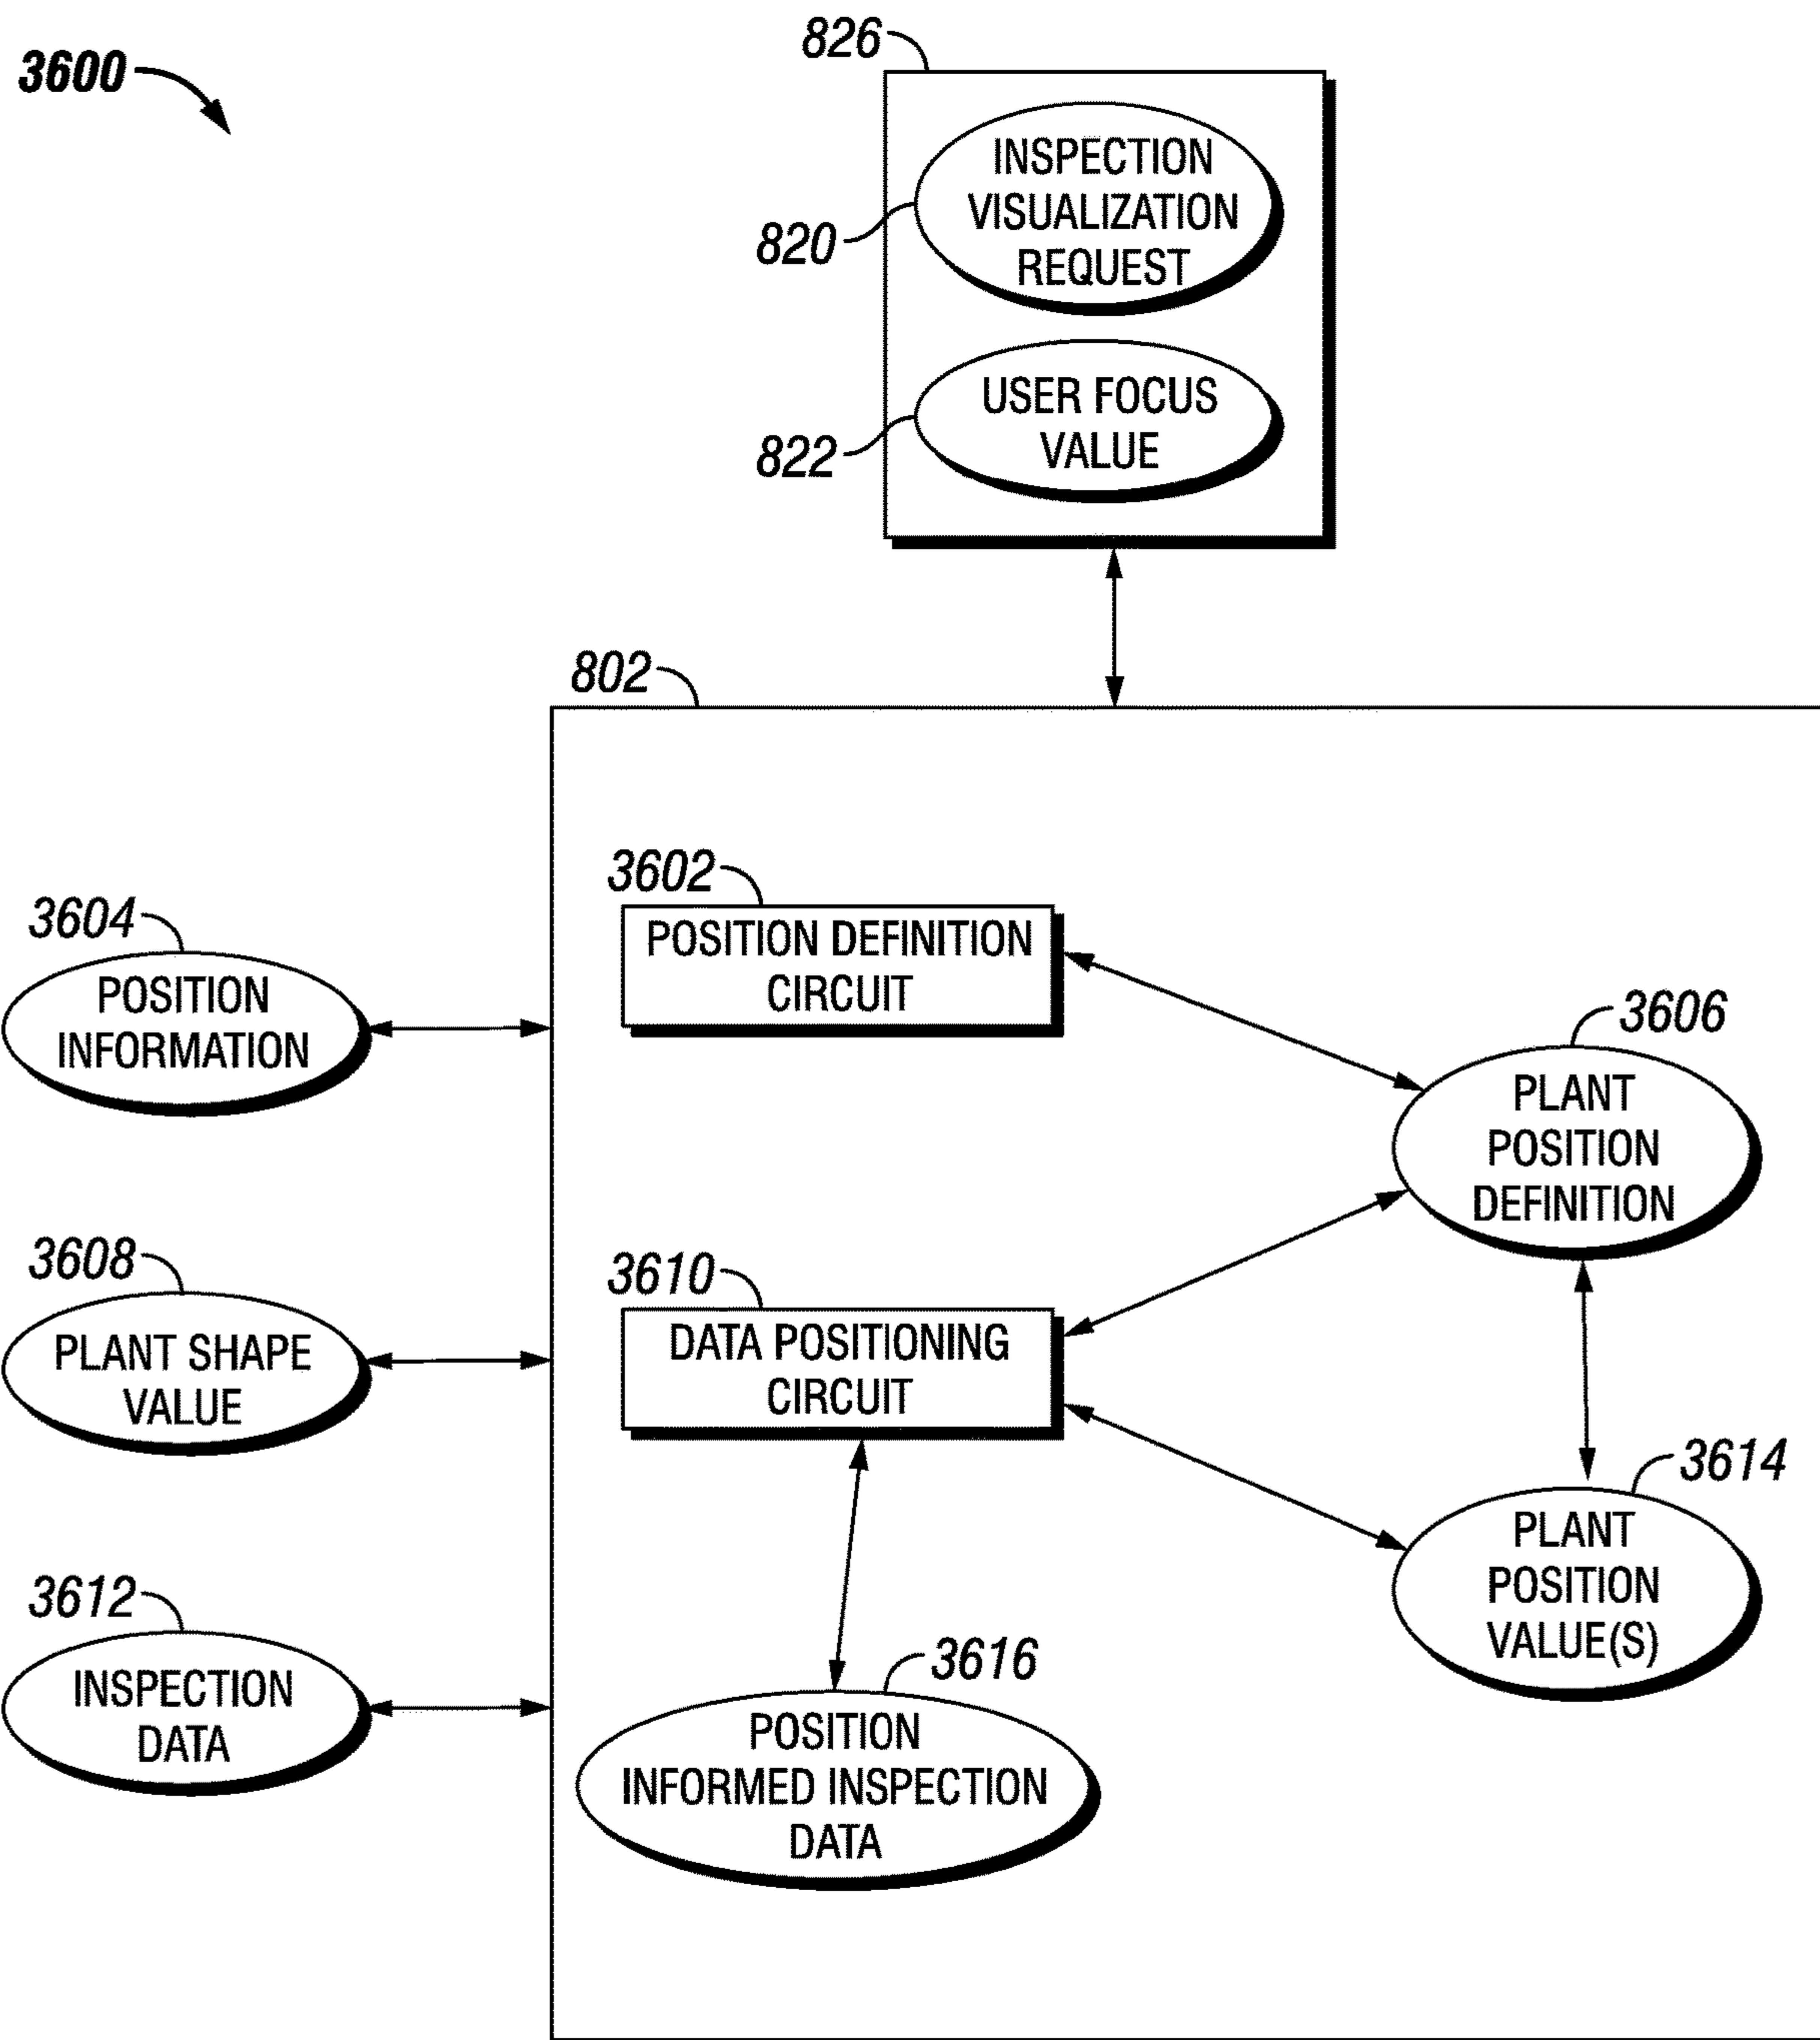 3600
826
INSPECTION
VISUALIZATION
REQUEST
820
USER FOCUS
VALUE
822
802
3602
POSITION DEFINITION
CIRCUIT
3604
POSITION
INFORMATION
3606
PLANT
POSITION
DEFINITION
3608
PLANT SHAPE
VALUE
3610
DATA POSITIONING
CIRCUIT
3614
PLANT
POSITION
VALUE(S)
3612
INSPECTION
DATA
3616
POSITION
INFORMED INSPECTION
DATA